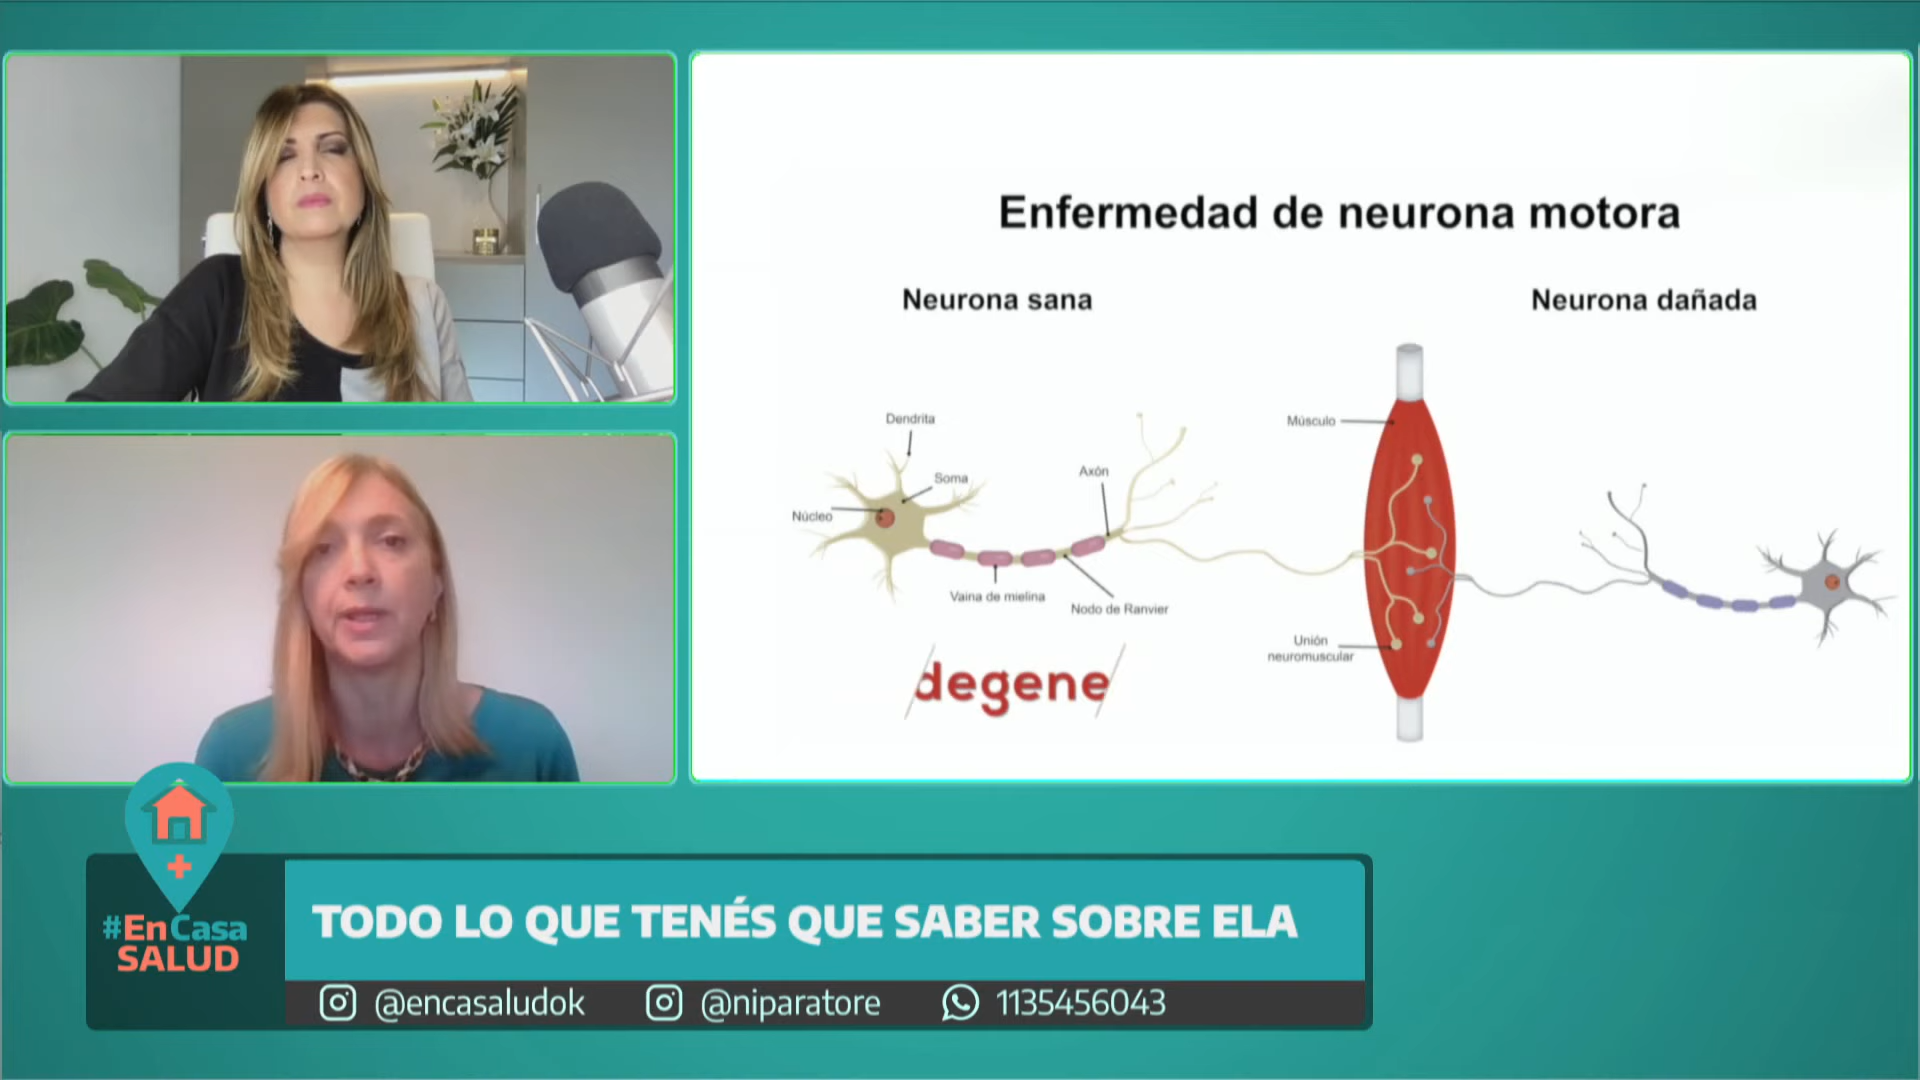 Enfermedad de neurona motora
Neurona sana
Neurona dañada
Dendrita
Soma
Núcleo
Axón
Vaina de mielina
Nodo de Ranvier
Músculo
Unión
neuromuscular
degene
#EnCasa
SALUD
TODO LO QUE TENÉS QUE SABER SOBRE ELA
@encasaludok @niparatore 1135456043